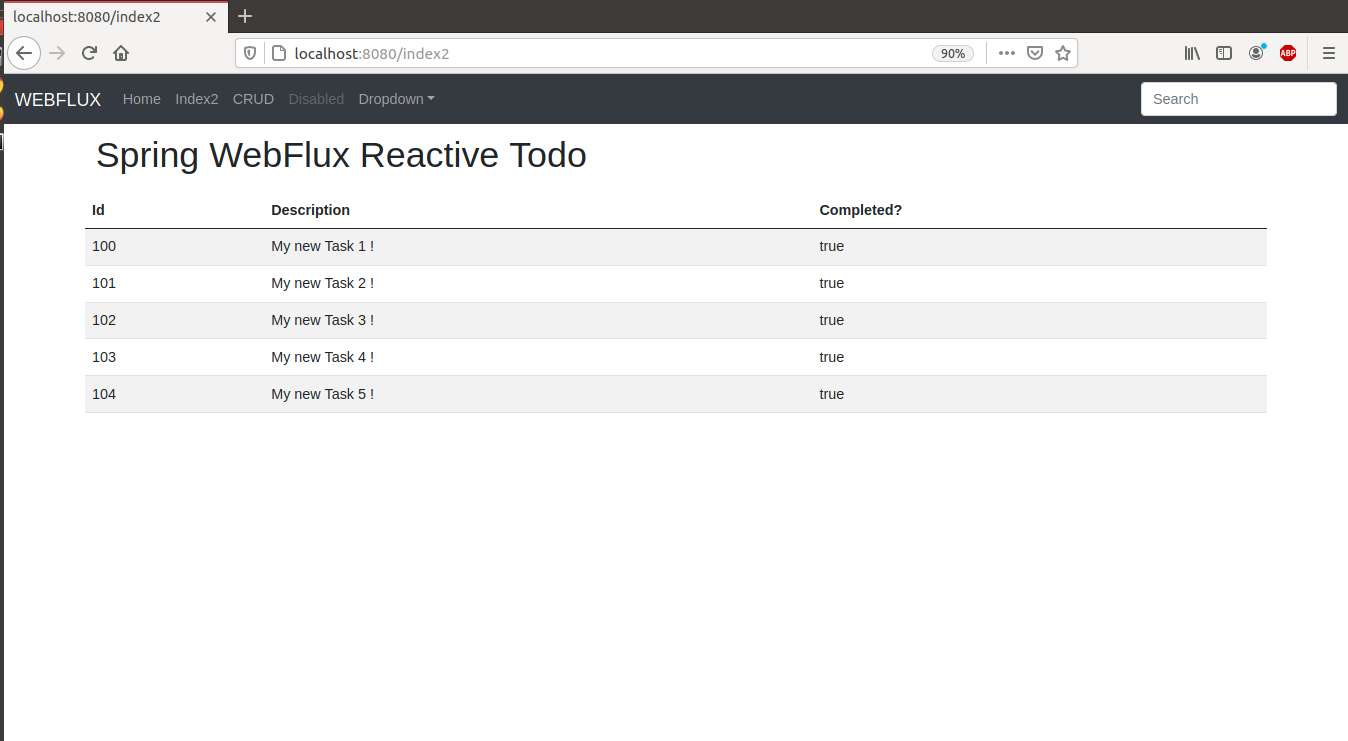 localhost:8080/index2
localhost:8080/index2 90% ABP
WEBFLUX Home Index2 CRUD Disabled Dropdown Search
Spring WebFlux Reactive Todo
Id Description Completed?
100 My new Task 1 ! true
101 My new Task 2 ! true
102 My new Task 3 ! true
103 My new Task 4 ! true
104 My new Task 5 ! true